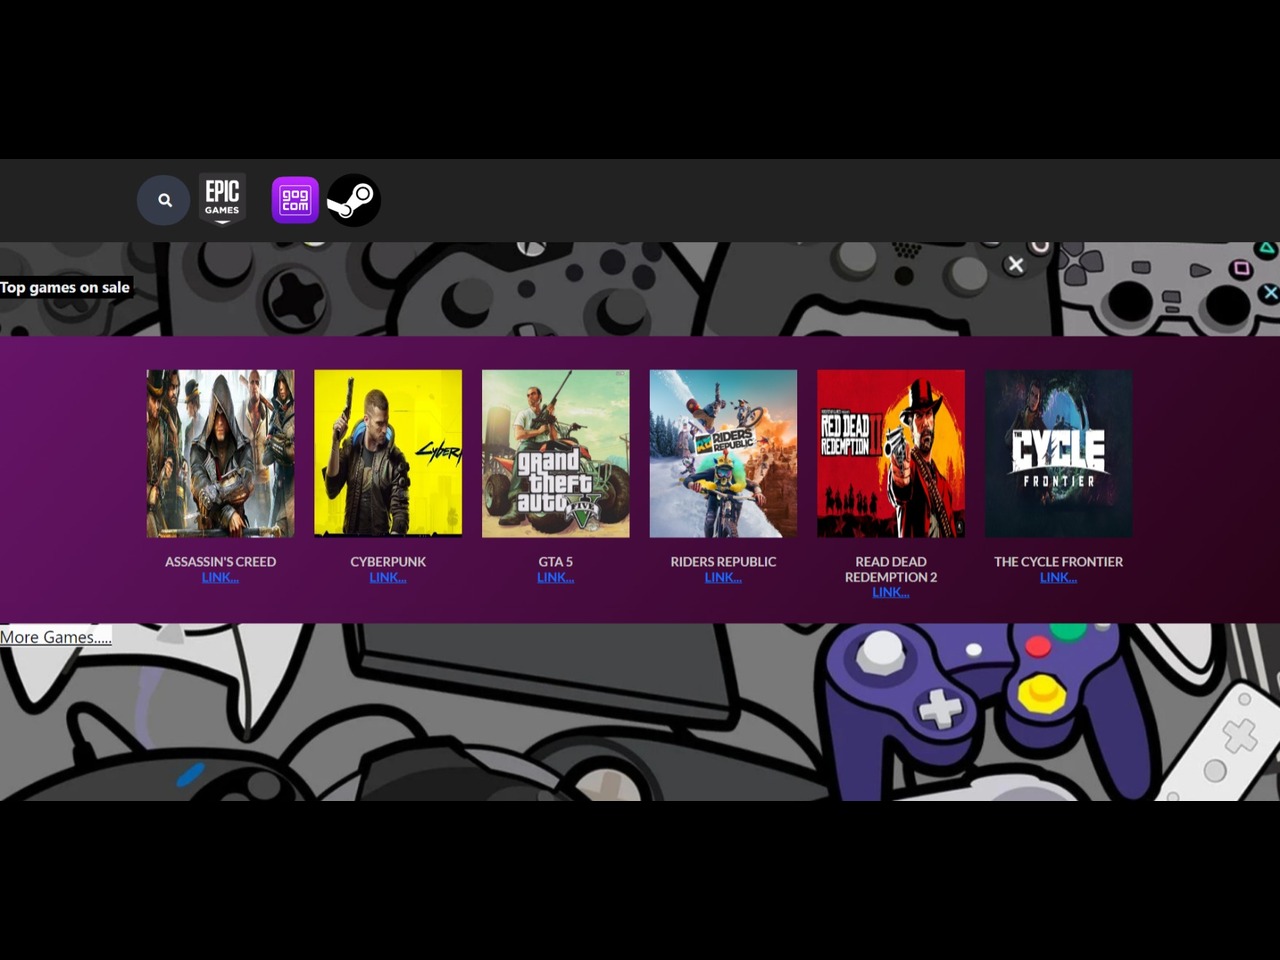 EPIC
GAMES
gog
com
Top games on sale
CYBER
grand
theft
auto
V
FIVE
RIDERS
REPUBLIC
RED DEAD
REDEMPTION II
THE
CYCLE
FRONTIER
ASSASSIN'S CREED
LINK...
CYBERPUNK
LINK...
GTA 5
LINK...
RIDERS REPUBLIC
LINK...
READ DEAD
REDEMPTION 2
LINK...
THE CYCLE FRONTIER
LINK...
More Games.....